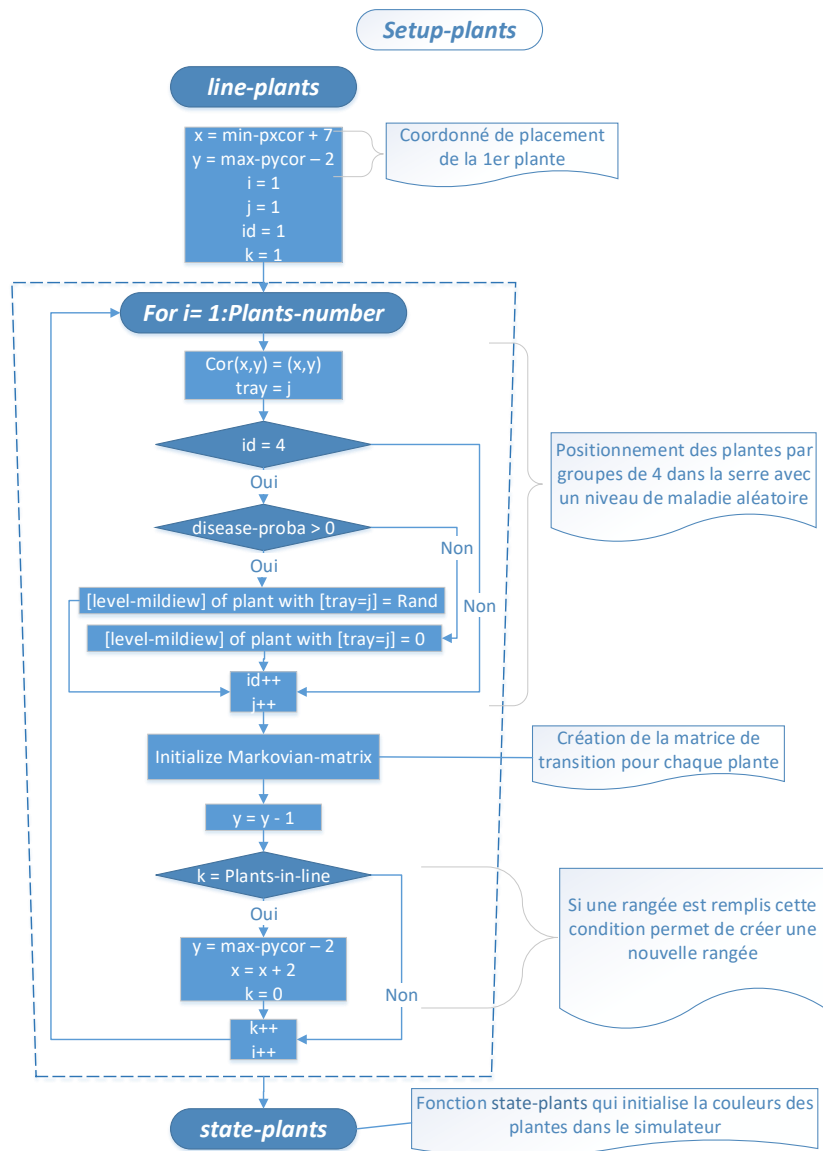 Setup-plants
line-plants
x = min-pxcor + 7
y = max-pycor – 2
i = 1
j = 1
id = 1
k = 1
Coordonné de placement
de la 1er plante
For i= 1:Plants-number
Cor(x,y) = (x,y)
tray = j
id = 4
Oui
disease-proba > 0
Non
Oui
[level-mildiew] of plant with [tray=j] = Rand
Non
[level-mildiew] of plant with [tray=j] = 0
id++
j++
Positionnement des plantes par
groupes de 4 dans la serre avec
un niveau de maladie aléatoire
Initialize Markovian-matrix
Création de la matrice de
transition pour chaque plante
y = y - 1
k = Plants-in-line
Oui
y = max-pycor – 2
x = x + 2
k = 0
Non
k++
i++
Si une rangée est remplis cette
condition permet de créer une
nouvelle rangée
state-plants
Fonction state-plants qui initialise la couleurs des
plantes dans le simulateur